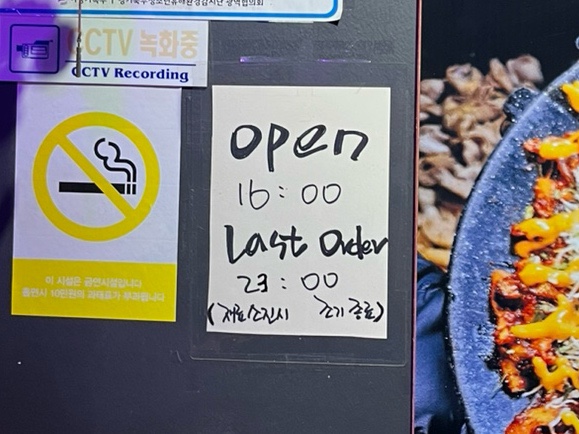 CCTV 녹화중
CCTV Recording
이 시설은 금연시설입니다
흡연시 10만원의 과태료가 부과됩니다
open
16:00
Last Order
23:00
(재료소진시 조기종료)